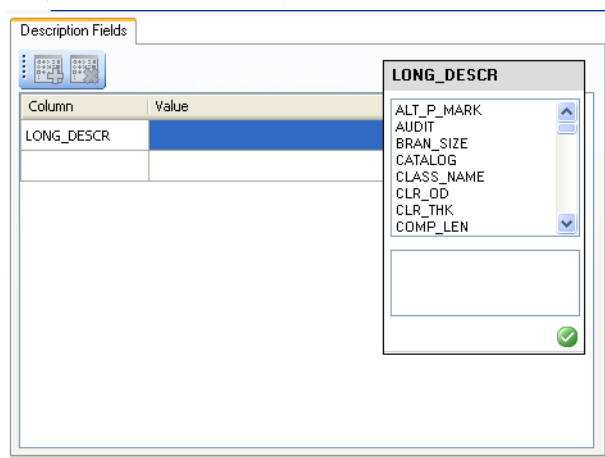 Description Fields
LONG_DESCR
Column Value
LONG_DESCR
ALT_P_MARK
AUDIT
BRAN_SIZE
CATALOG
CLASS_NAME
CLR_OD
CLR_THK
COMP_LEN